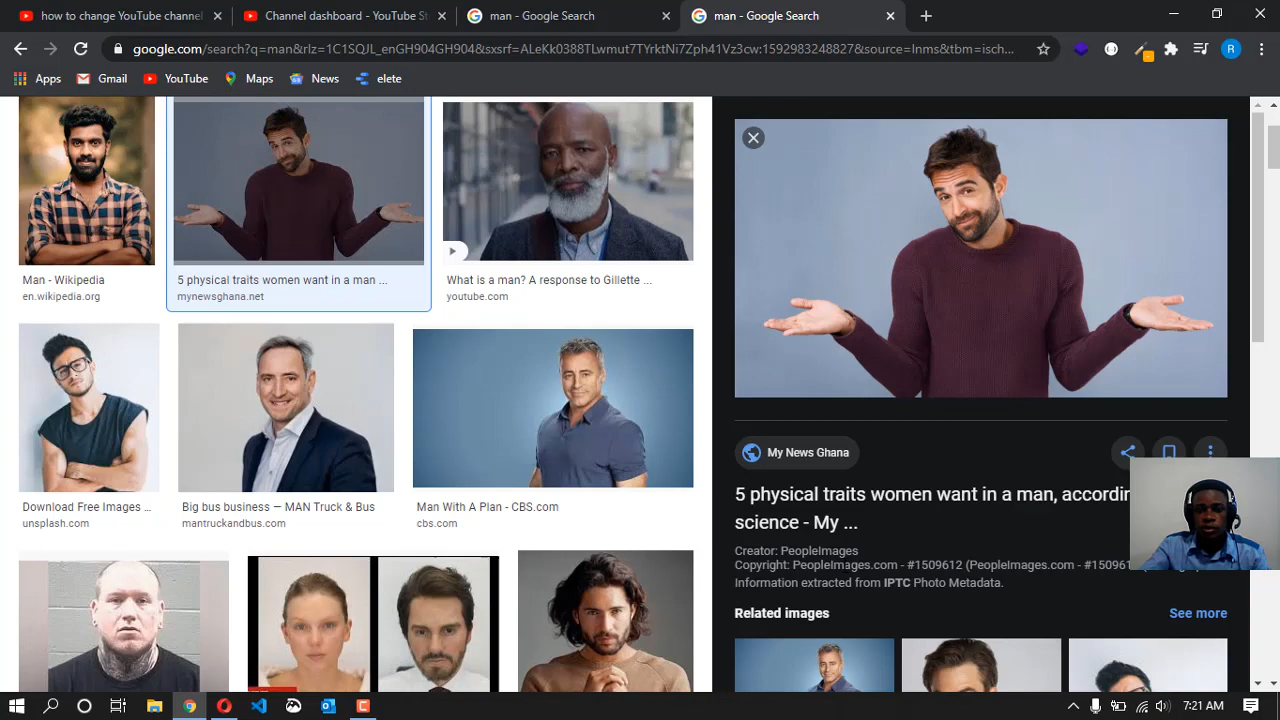 how to change YouTube channel
Channel dashboard - YouTube St
man - Google Search
man - Google Search
google.com/search?q=man&rlz=1C1SQJL_enGH904GH904&sxsrf=ALeKk0388TLwmut7TYrktNi7Zph41Vz3cw:1592983248827&source=lnms&tbm=isch...
R
Apps
Gmail
YouTube
Maps
News
elete
Man - Wikipedia
en.wikipedia.org
5 physical traits women want in a man ...
mynewsghana.net
What is a man? A response to Gillette ...
youtube.com
Download Free Images ...
unsplash.com
Big bus business — MAN Truck & Bus
mantruckandbus.com
Man With A Plan - CBS.com
cbs.com
My News Ghana
5 physical traits women want in a man, accordin
science - My ...
Creator: PeopleImages
Copyright: PeopleImages.com - #1509612 (PeopleImages.com - #15096
Information extracted from IPTC Photo Metadata.
Related images
See more
7:21 AM